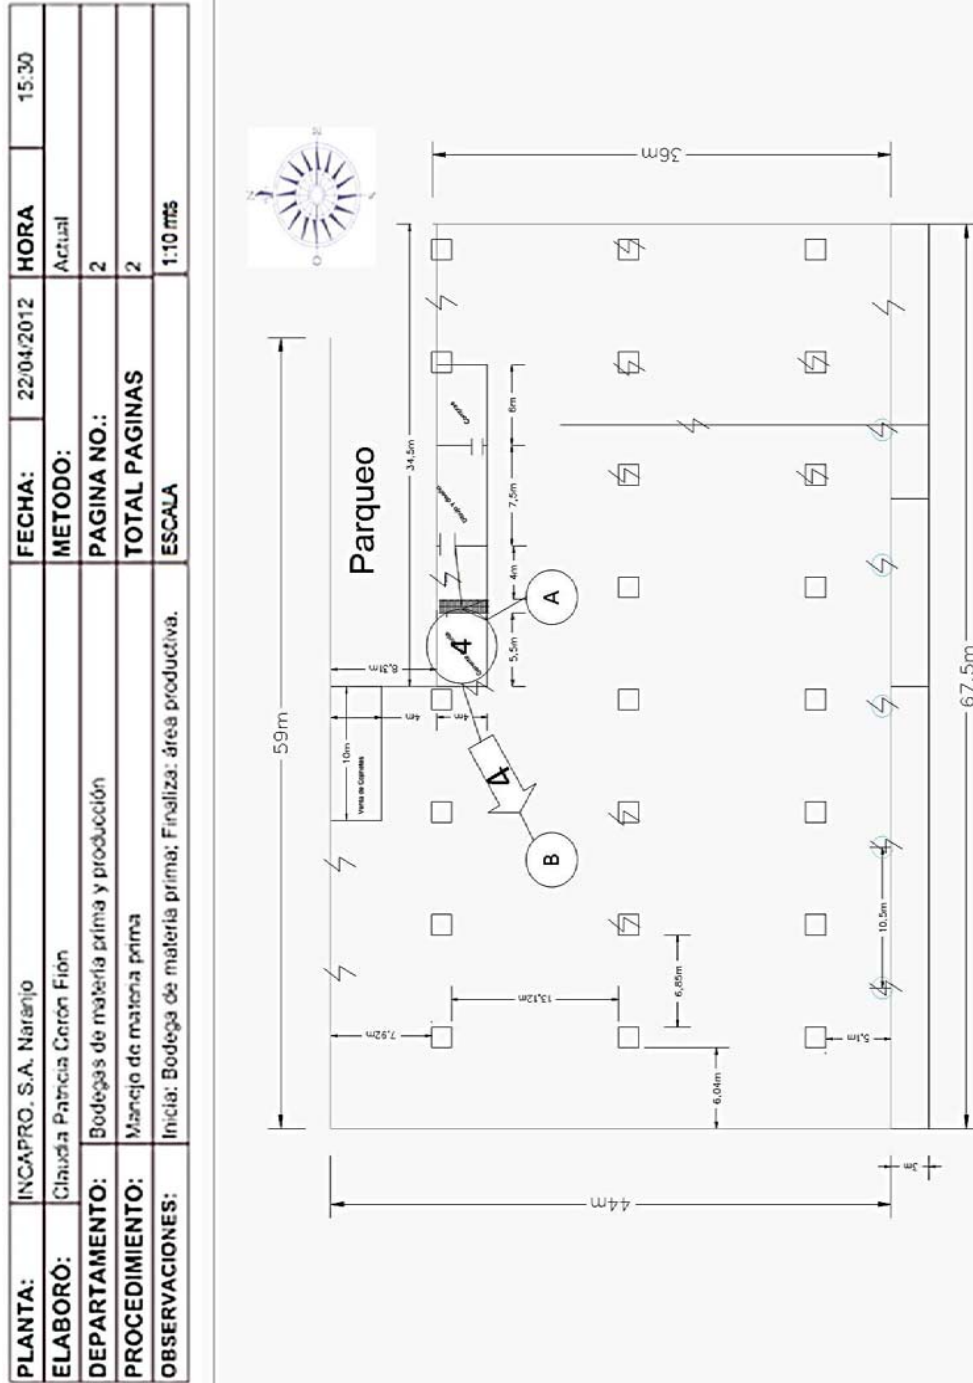 PLANTA: INCAPRO, S.A. Naranjo FECHA: 22/04/2012 HORA 15:30
ELABORÓ: Claudia Patricia Cerón Fión METODO: Actual
DEPARTAMENTO: Bodegas de materia prima y producción PAGINA NO.: 2
PROCEDIMIENTO: Manejo de materia prima TOTAL PAGINAS 2
OBSERVACIONES: Inicia: Bodega de materia prima; Finaliza: área productiva. ESCALA 1:10 mts
59m
Parqueo
34,5m
36m
10m
Venta de Cospeles
4m
8,31m
4m
Compras
4
5,5m
4m
7,5m
6m
A
4
B
7,92m
13,12m
6,85m
6,04m
5,1m
10,5m
44m
3m
67,5m
N
O